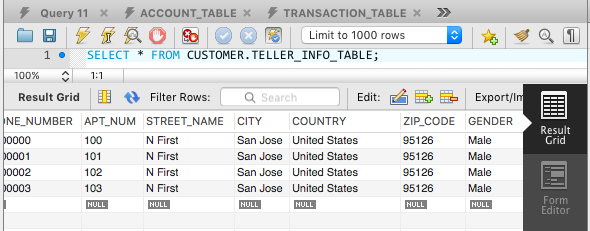 Query 11 ACCOUNT_TABLE TRANSACTION_TABLE
Limit to 1000 rows
1 SELECT * FROM CUSTOMER.TELLER_INFO_TABLE;
100% 1:1
Result Grid Filter Rows: Search Edit: Export/Im
ONE_NUMBER APT_NUM STREET_NAME CITY COUNTRY ZIP_CODE GENDER
00000 100 N First San Jose United States 95126 Male
00001 101 N First San Jose United States 95126 Male
00002 102 N First San Jose United States 95126 Male
00003 103 N First San Jose United States 95126 Male
NULL NULL NULL NULL NULL NULL
Result
Grid
Form
Editor